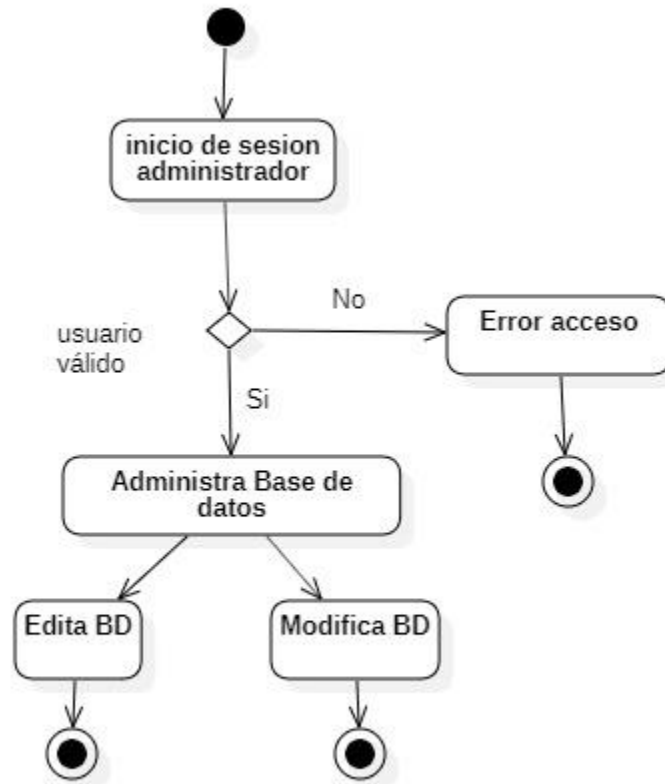 inicio de sesion
administrador
No
Error acceso
usuario
válido
Si
Administra Base de
datos
Edita BD
Modifica BD